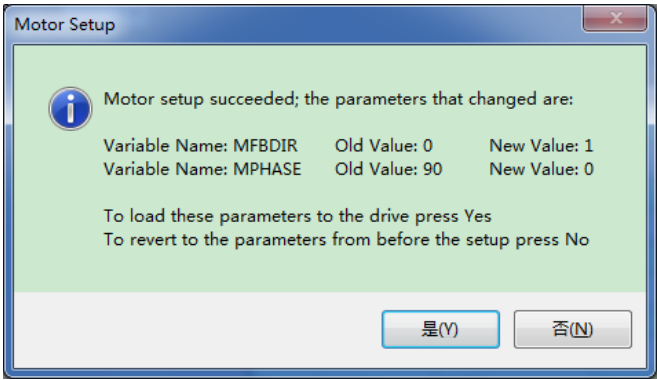 Motor Setup
Motor setup succeeded; the parameters that changed are:
Variable Name: MFBDIR Old Value: 0 New Value: 1
Variable Name: MPHASE Old Value: 90 New Value: 0
To load these parameters to the drive press Yes
To revert to the parameters from before the setup press No
是(Y) 否(N)